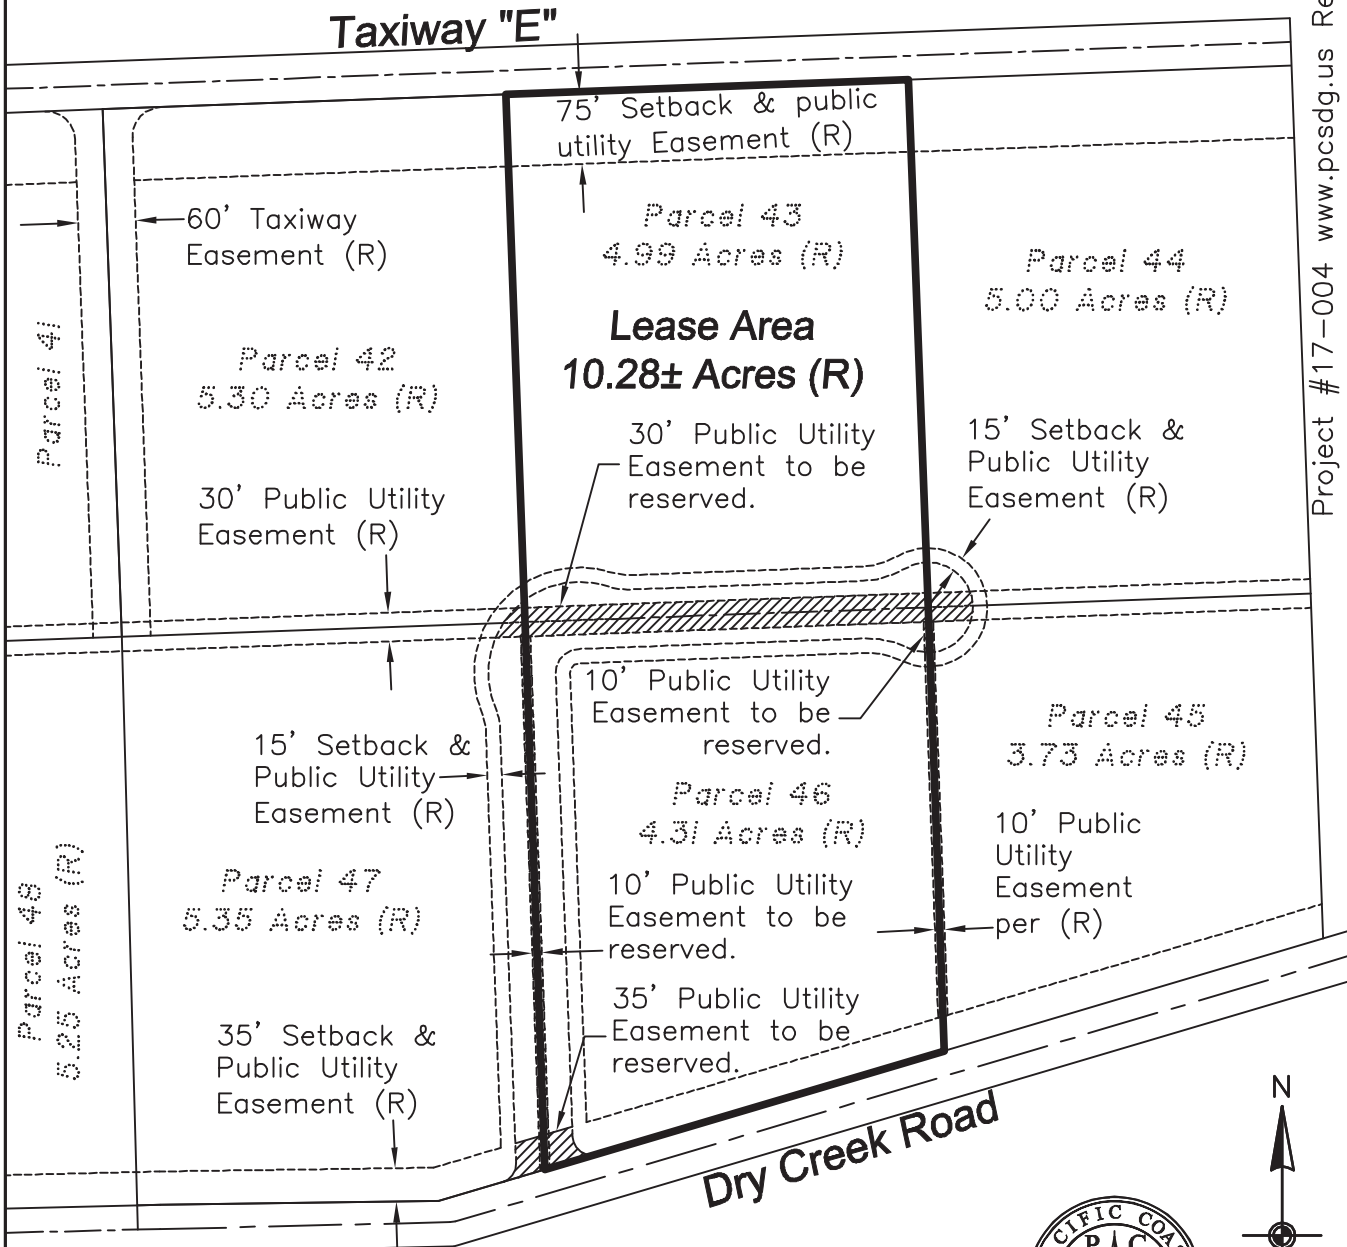 Taxiway "E"
75' Setback & public
utility Easement (R)
60' Taxiway
Easement (R)
Parcel 43
4.99 Acres (R)
Parcel 44
5.00 Acres (R)
Lease Area
10.28± Acres (R)
Parcel 41
Parcel 42
5.30 Acres (R)
30' Public Utility
Easement to be
reserved.
15' Setback &
Public Utility
Easement (R)
30' Public Utility
Easement (R)
10' Public Utility
Easement to be
reserved.
15' Setback &
Public Utility
Easement (R)
Parcel 45
3.73 Acres (R)
Parcel 46
4.31 Acres (R)
10' Public
Utility
Easement
per (R)
Parcel 47
5.35 Acres (R)
10' Public Utility
Easement to be
reserved.
Parcel 48
5.25 Acres (R)
35' Public Utility
Easement to be
reserved.
35' Setback &
Public Utility
Easement (R)
Dry Creek Road
N
Project #17-004 www.pcsdg.us Re
CIFIC COA
P C